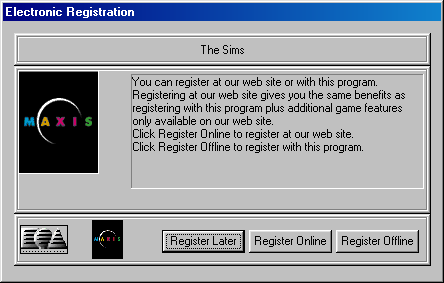 Electronic Registration
The Sims
You can register at our web site or with this program.
Registering at our web site gives you the same benefits as
registering with this program plus additional game features
only available on our web site.
Click Register Online to register at our web site.
Click Register Offline to register with this program.
MAXIS
EA
MAXIS
Register Later
Register Online
Register Offline